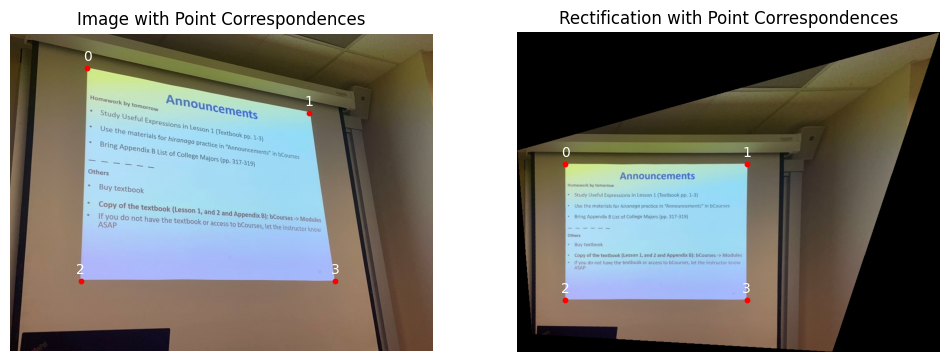 Image with Point Correspondences
0
1
Announcements
Homework by tomorrow
• Study Useful Expressions in Lesson 1 (Textbook pp. 1-3)
• Use the materials for hiragana practice in "Announcements" in bCourses
• Bring Appendix B List of College Majors (pp. 317-319)
_ _ _ _ _ _
Others
• Buy textbook
• Copy of the textbook (Lesson 1, and 2 and Appendix B): bCourses -> Modules
• If you do not have the textbook or access to bCourses, let the instructor know
ASAP
2
3
Rectification with Point Correspondences
0
1
Announcements
Homework by tomorrow
• Study Useful Expressions in Lesson 1 (Textbook pp. 1-3)
• Use the materials for hiragana practice in "Announcements" in bCourses
• Bring Appendix B List of College Majors (pp. 317-319)
_ _ _ _ _ _
Others
• Buy textbook
• Copy of the textbook (Lesson 1, and 2 and Appendix B): bCourses -> Modules
• If you do not have the textbook or access to bCourses, let the instructor know
ASAP
2
3